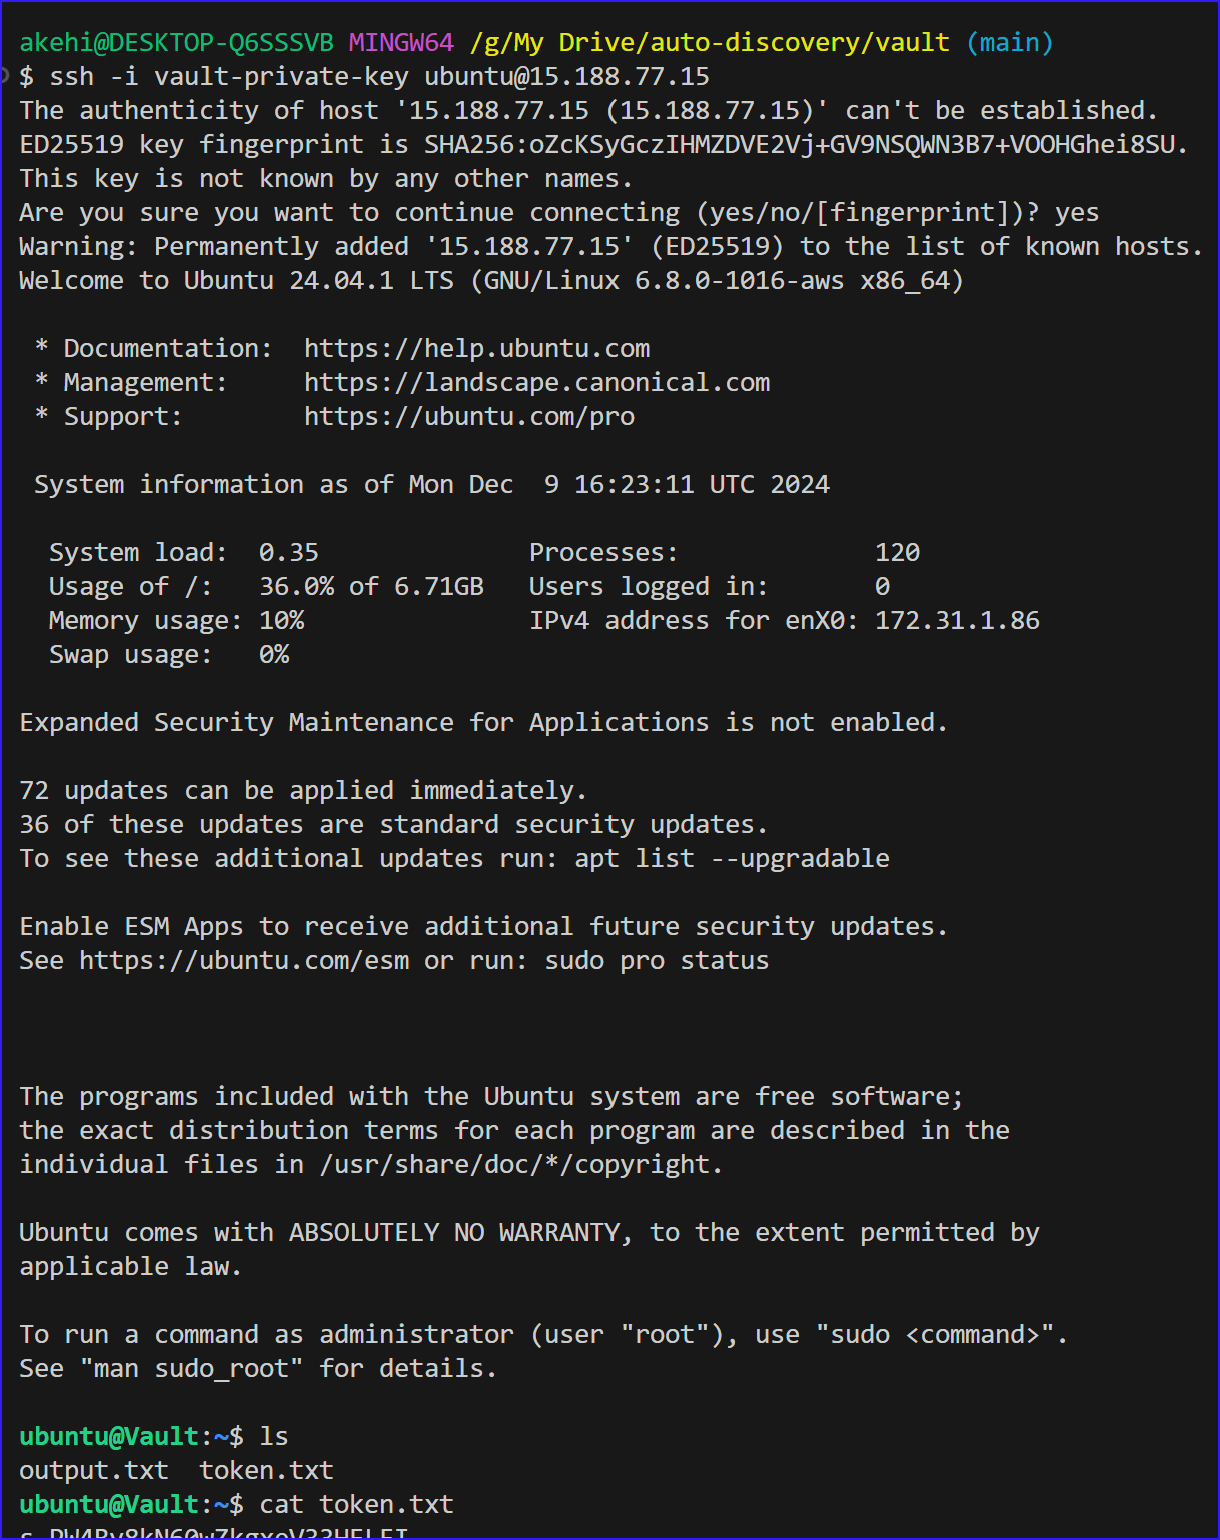 akehi@DESKTOP-Q6SSSVB MINGW64 /g/My Drive/auto-discovery/vault (main)
$ ssh -i vault-private-key ubuntu@15.188.77.15
The authenticity of host '15.188.77.15 (15.188.77.15)' can't be established.
ED25519 key fingerprint is SHA256:oZcKSyGczIHMZDVE2Vj+GV9NSQWN3B7+VOOHGhei8SU.
This key is not known by any other names.
Are you sure you want to continue connecting (yes/no/[fingerprint])? yes
Warning: Permanently added '15.188.77.15' (ED25519) to the list of known hosts.
Welcome to Ubuntu 24.04.1 LTS (GNU/Linux 6.8.0-1016-aws x86_64)
* Documentation: https://help.ubuntu.com
* Management: https://landscape.canonical.com
* Support: https://ubuntu.com/pro
System information as of Mon Dec 9 16:23:11 UTC 2024
System load: 0.35 Processes: 120
Usage of /: 36.0% of 6.71GB Users logged in: 0
Memory usage: 10% IPv4 address for enX0: 172.31.1.86
Swap usage: 0%
Expanded Security Maintenance for Applications is not enabled.
72 updates can be applied immediately.
36 of these updates are standard security updates.
To see these additional updates run: apt list --upgradable
Enable ESM Apps to receive additional future security updates.
See https://ubuntu.com/esm or run: sudo pro status
The programs included with the Ubuntu system are free software;
the exact distribution terms for each program are described in the
individual files in /usr/share/doc/*/copyright.
Ubuntu comes with ABSOLUTELY NO WARRANTY, to the extent permitted by
applicable law.
To run a command as administrator (user "root"), use "sudo <command>".
See "man sudo_root" for details.
ubuntu@Vault:~$ ls
output.txt token.txt
ubuntu@Vault:~$ cat token.txt